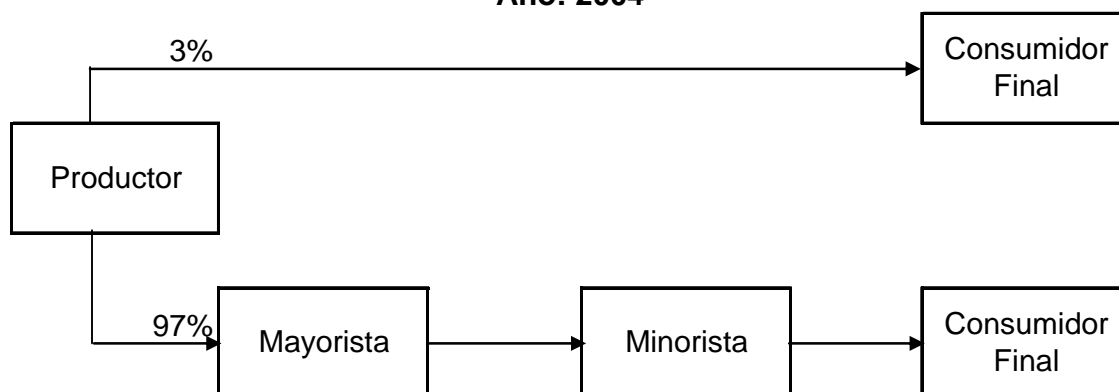 3%
Consumidor
Final
Productor
97%
Mayorista
Minorista
Consumidor
Final